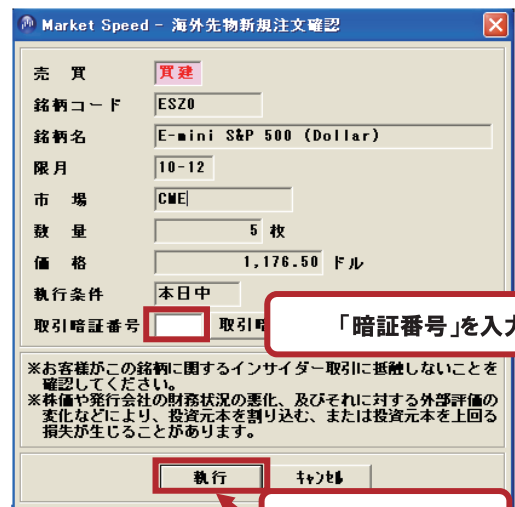 Market Speed - 海外先物新規注文確認
売 買 買建
銘柄コード ESZ0
銘柄名 E-mini S&P 500 (Dollar)
限月 10-12
市 場 CME
数 量 5 枚
価 格 1,176.50 ドル
執行条件 本日中
取引暗証番号 取引暗
「暗証番号」を入力
※お客様がこの銘柄に関するインサイダー取引に抵触しないことを
確認してください。
※株価や発行会社の財務状況の悪化、及びそれに対する外部評価の
変化などにより、投資元本を割り込む、または投資元本を上回る
損失が生じることがあります。
執行 キャンセル